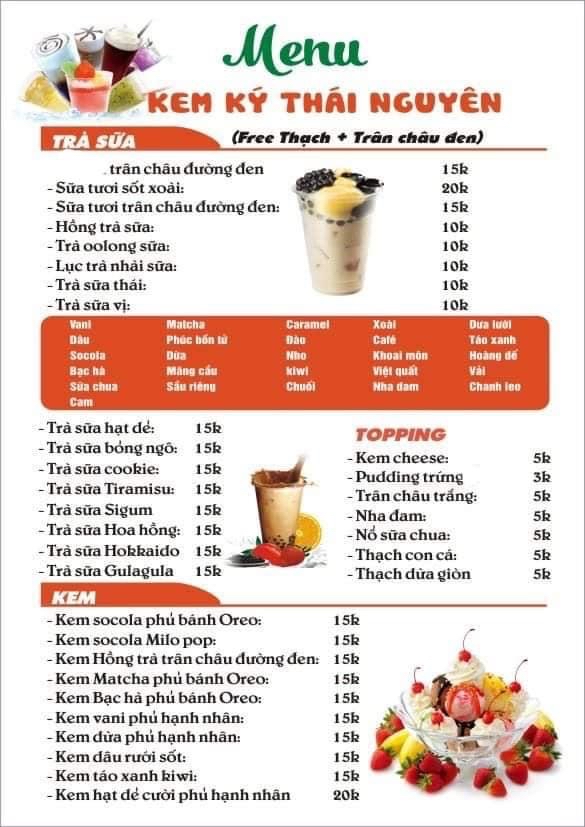 Menu
KEM KÝ THÁI NGUYÊN
TRÀ SỮA (Free Thạch + Trân châu đen)
trân châu đường đen 15k
- Sữa tươi sốt xoài: 20k
- Sữa tươi trân châu đường đen: 15k
- Hồng trà sữa: 10k
- Trà oolong sữa: 10k
- Lục trà nhài sữa: 10k
- Trà sữa thái: 10k
- Trà sữa vị: 10k
Vani Matcha Caramel Xoài Dưa lưới
Dâu Phúc bồn tử Đào Café Táo xanh
Socola Dừa Nho Khoai môn Hoàng dế
Bạc hà Mãng cầu kiwi Việt quất Vải
Sữa chua Sầu riêng Chuối Nha đam Chanh leo
Cam
- Trà sữa hạt dẻ: 15k
- Trà sữa bỏng ngô: 15k
- Trà sữa cookie: 15k
- Trà sữa Tiramisu: 15k
- Trà sữa Sigum 15k
- Trà sữa Hoa hồng: 15k
- Trà sữa Hokkaido 15k
- Trà sữa Gulagula 15k
TOPPING
- Kem cheese: 5k
- Pudding trứng 3k
- Trân châu trắng: 5k
- Nha đam: 5k
- Nổ sữa chua: 5k
- Thạch con cá: 5k
- Thạch dừa giòn 5k
KEM
- Kem socola phủ bánh Oreo: 15k
- Kem socola Milo pop: 15k
- Kem Hồng trà trân châu đường đen: 15k
- Kem Matcha phủ bánh Oreo: 15k
- Kem Bạc hà phủ bánh Oreo: 15k
- Kem vani phủ hạnh nhân: 15k
- Kem dừa phủ hạnh nhân: 15k
- Kem dâu rưới sốt: 15k
- Kem táo xanh kiwi: 15k
- Kem hạt dẻ cười phủ hạnh nhân 20k